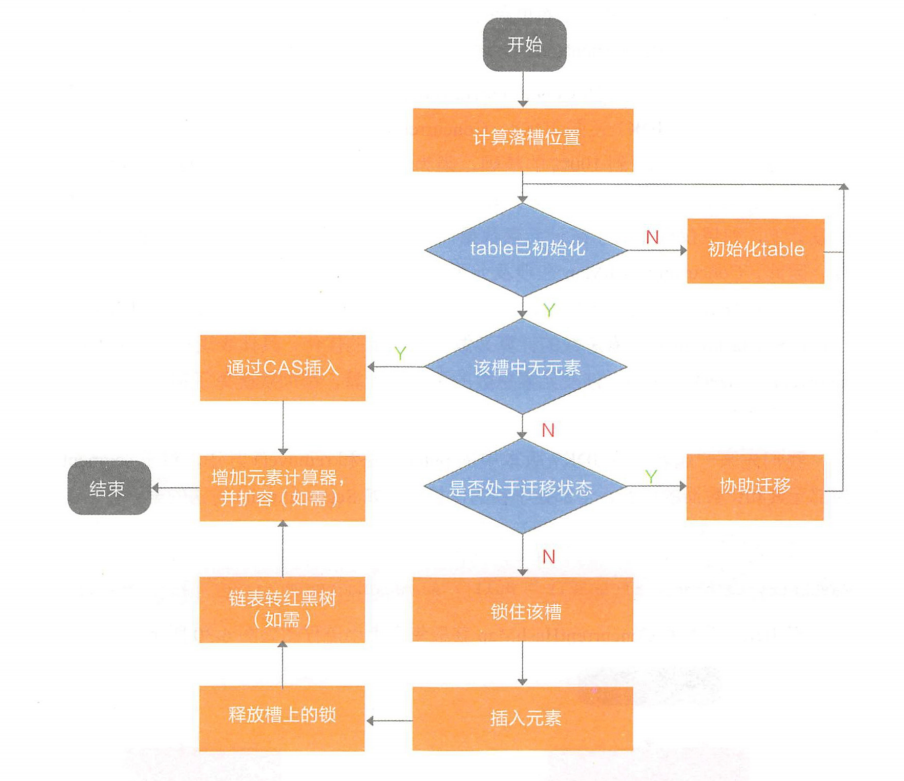 开始
计算落槽位置
table已初始化
N
初始化table
Y
该槽中无元素
Y
通过CAS插入
N
是否处于迁移状态
Y
协助迁移
增加元素计算器，
并扩容（如需）
结束
N
锁住该槽
链表转红黑树
（如需）
插入元素
释放槽上的锁